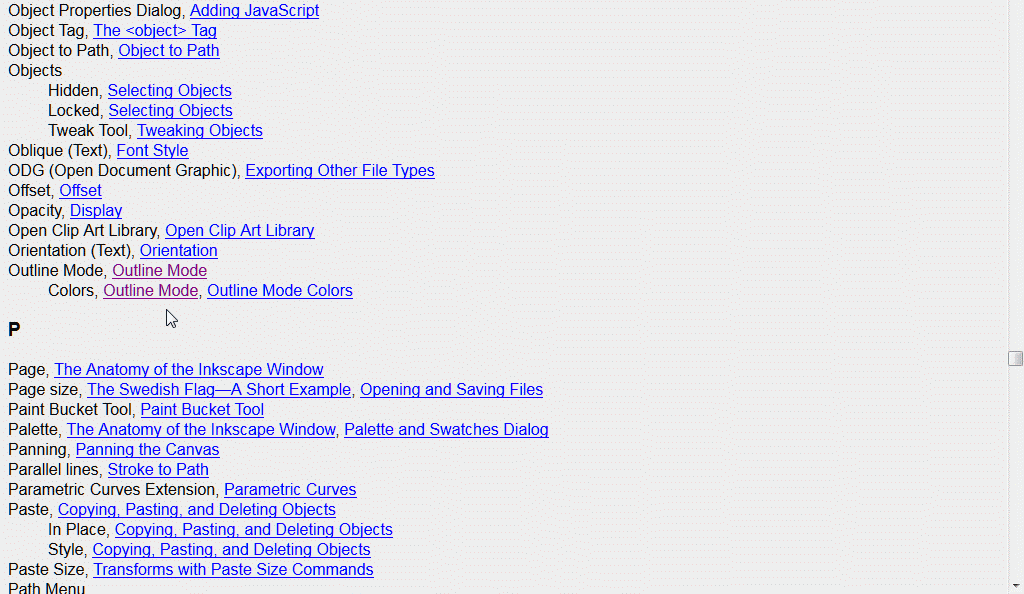 Object Properties Dialog, Adding JavaScript
Object Tag, The <object> Tag
Object to Path, Object to Path
Objects
Hidden, Selecting Objects
Locked, Selecting Objects
Tweak Tool, Tweaking Objects
Oblique (Text), Font Style
ODG (Open Document Graphic), Exporting Other File Types
Offset, Offset
Opacity, Display
Open Clip Art Library, Open Clip Art Library
Orientation (Text), Orientation
Outline Mode, Outline Mode
Colors, Outline Mode, Outline Mode Colors
P
Page, The Anatomy of the Inkscape Window
Page size, The Swedish Flag—A Short Example, Opening and Saving Files
Paint Bucket Tool, Paint Bucket Tool
Palette, The Anatomy of the Inkscape Window, Palette and Swatches Dialog
Panning, Panning the Canvas
Parallel lines, Stroke to Path
Parametric Curves Extension, Parametric Curves
Paste, Copying, Pasting, and Deleting Objects
In Place, Copying, Pasting, and Deleting Objects
Style, Copying, Pasting, and Deleting Objects
Paste Size, Transforms with Paste Size Commands
Path Menu